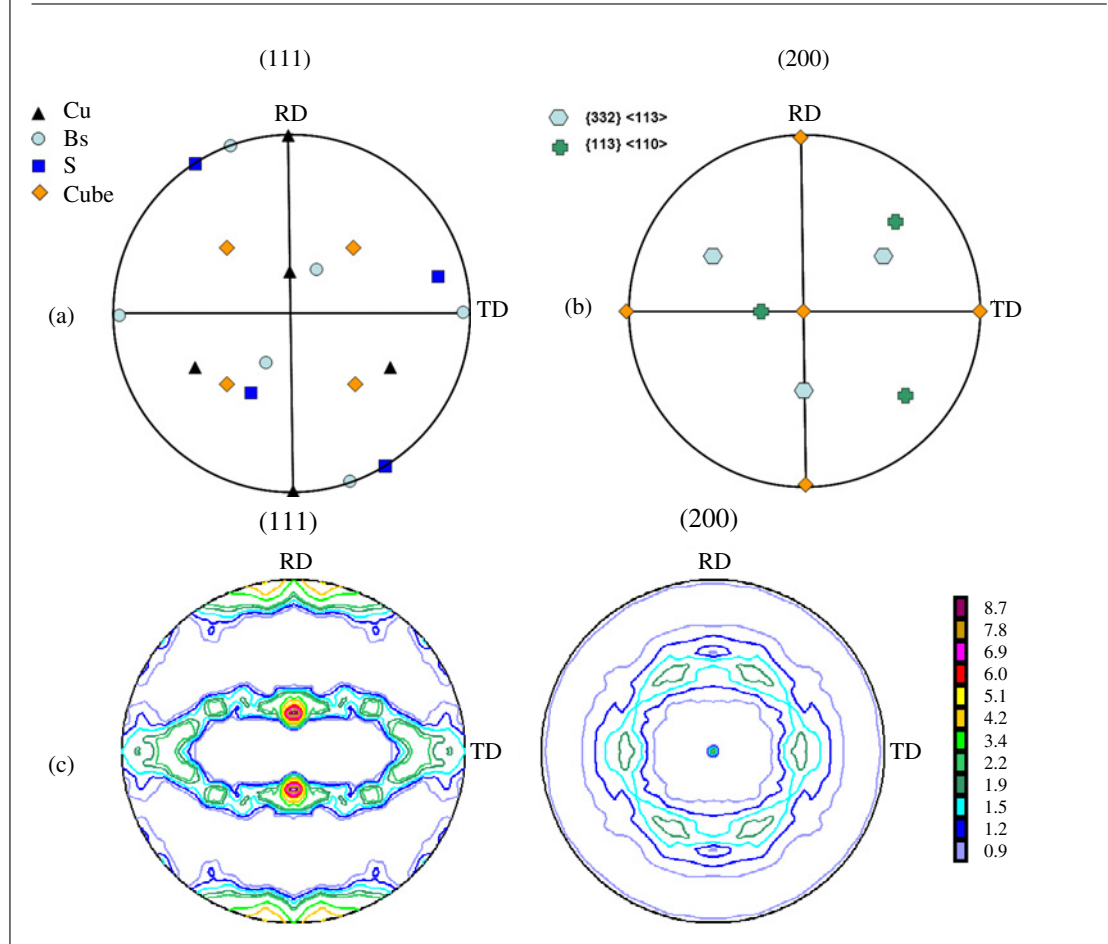 (111)
(200)
Cu
Bs
S
Cube
RD
TD
(a)
{332} <113>
{113} <110>
RD
TD
(b)
(111)
(200)
RD
TD
(c)
RD
TD
8.7
7.8
6.9
6.0
5.1
4.2
3.4
2.2
1.9
1.5
1.2
0.9